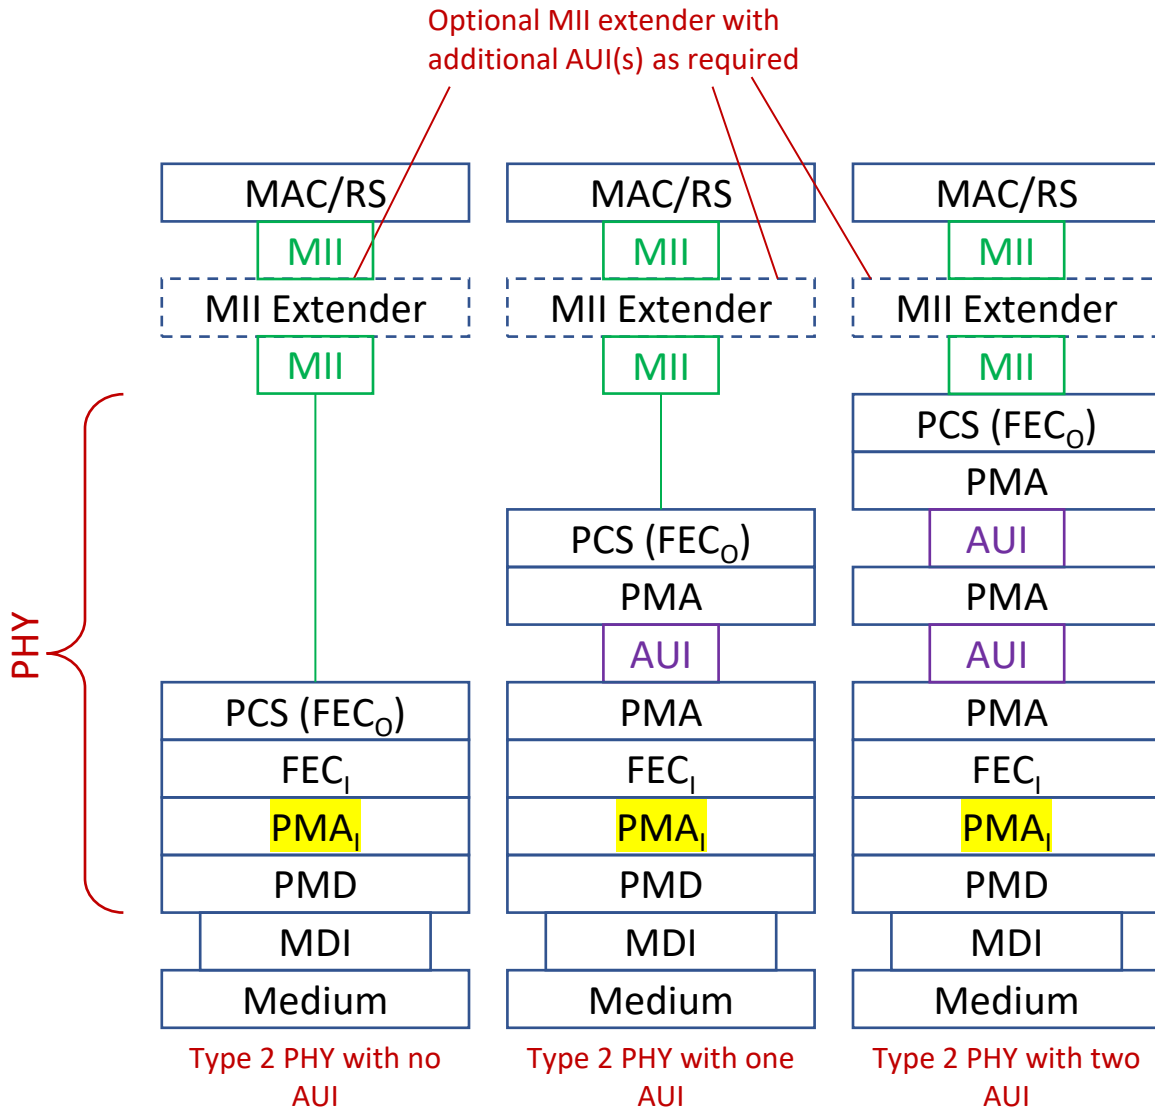 Optional MII extender with
additional AUI(s) as required
MAC/RS
MII
MII Extender
MII
PCS (FECO)
FECI
PMAI
PMD
MDI
Medium
Type 2 PHY with no
AUI
MAC/RS
MII
MII Extender
MII
PCS (FECO)
PMA
AUI
PMA
FECI
PMAI
PMD
MDI
Medium
Type 2 PHY with one
AUI
MAC/RS
MII
MII Extender
MII
PCS (FECO)
PMA
AUI
PMA
AUI
PMA
FECI
PMAI
PMD
MDI
Medium
Type 2 PHY with two
AUI
PHY